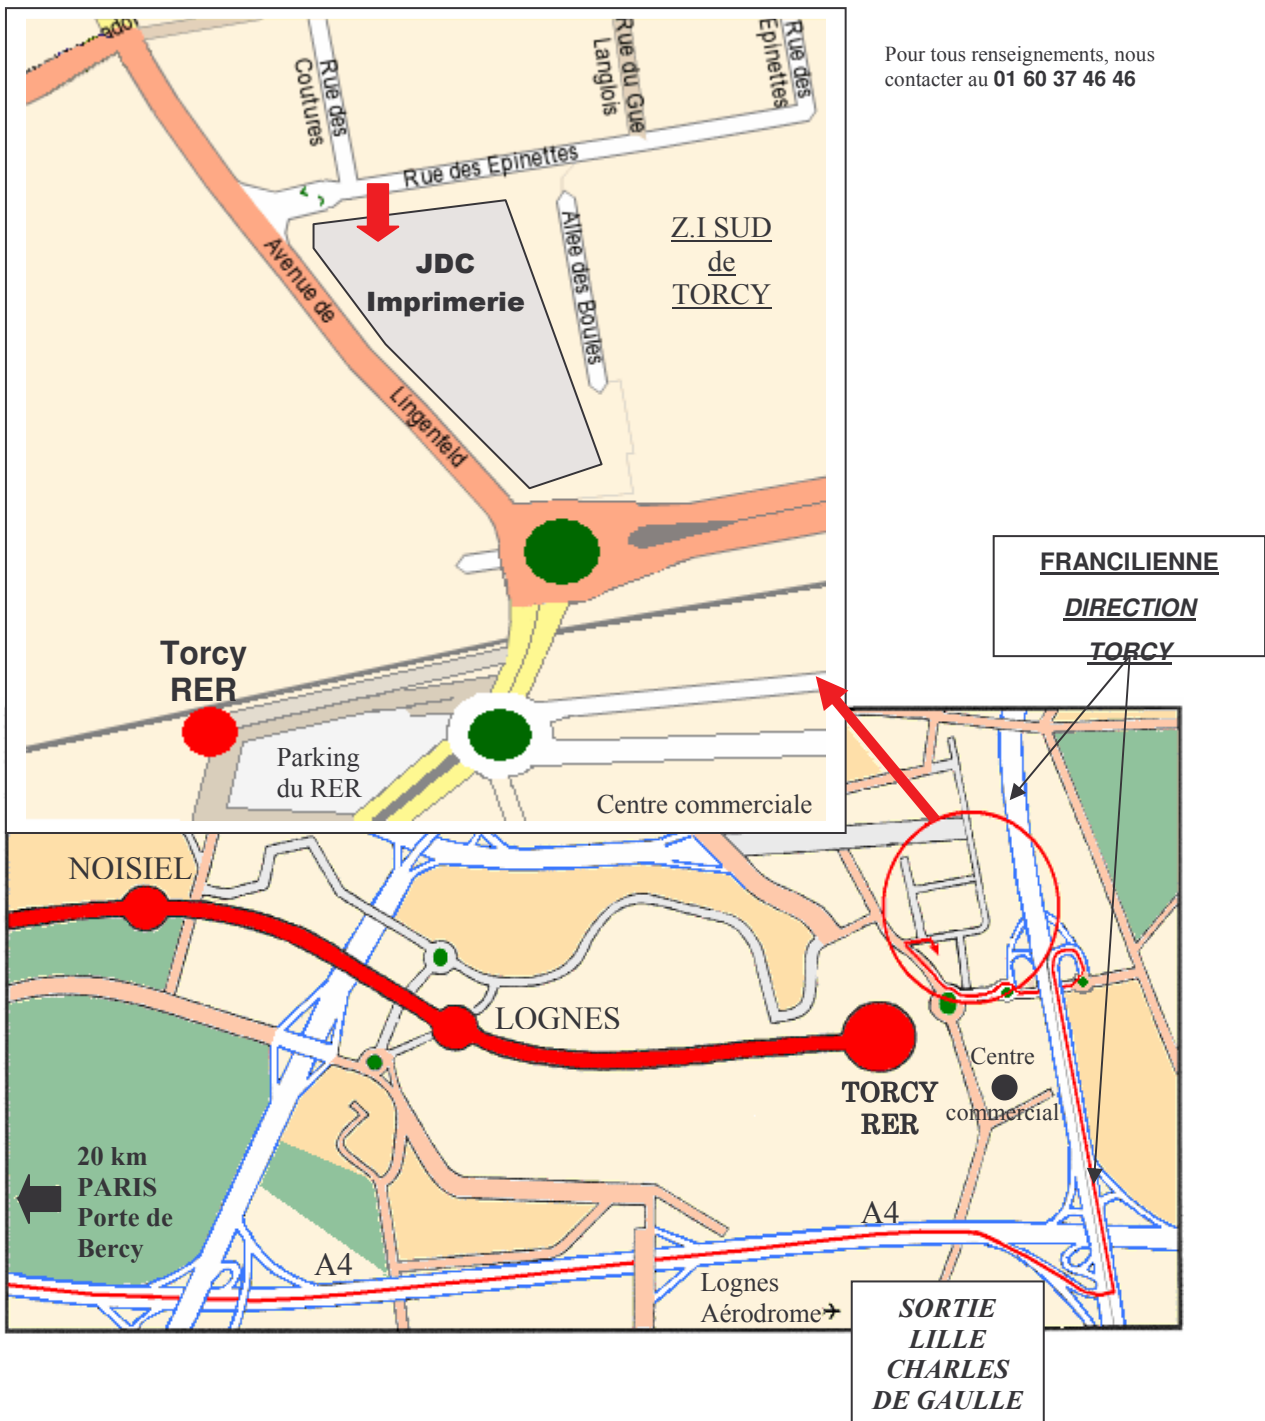 Pour tous renseignements, nous
contacter au 01 60 37 46 46
Rue des
Coutures
Rue du Gue
Langlois
Rue des
Epinettes
Rue des Epinettes
Allee des Boules
Avenue de
Lingenfeld
JDC
Imprimerie
Z.I SUD
de
TORCY
Torcy
RER
Parking
du RER
Centre commerciale
FRANCILIENNE
DIRECTION
TORCY
NOISIEL
LOGNES
TORCY
RER
Centre
commercial
20 km
PARIS
Porte de
Bercy
A4
A4
Lognes
Aérodrome
SORTIE
LILLE
CHARLES
DE GAULLE